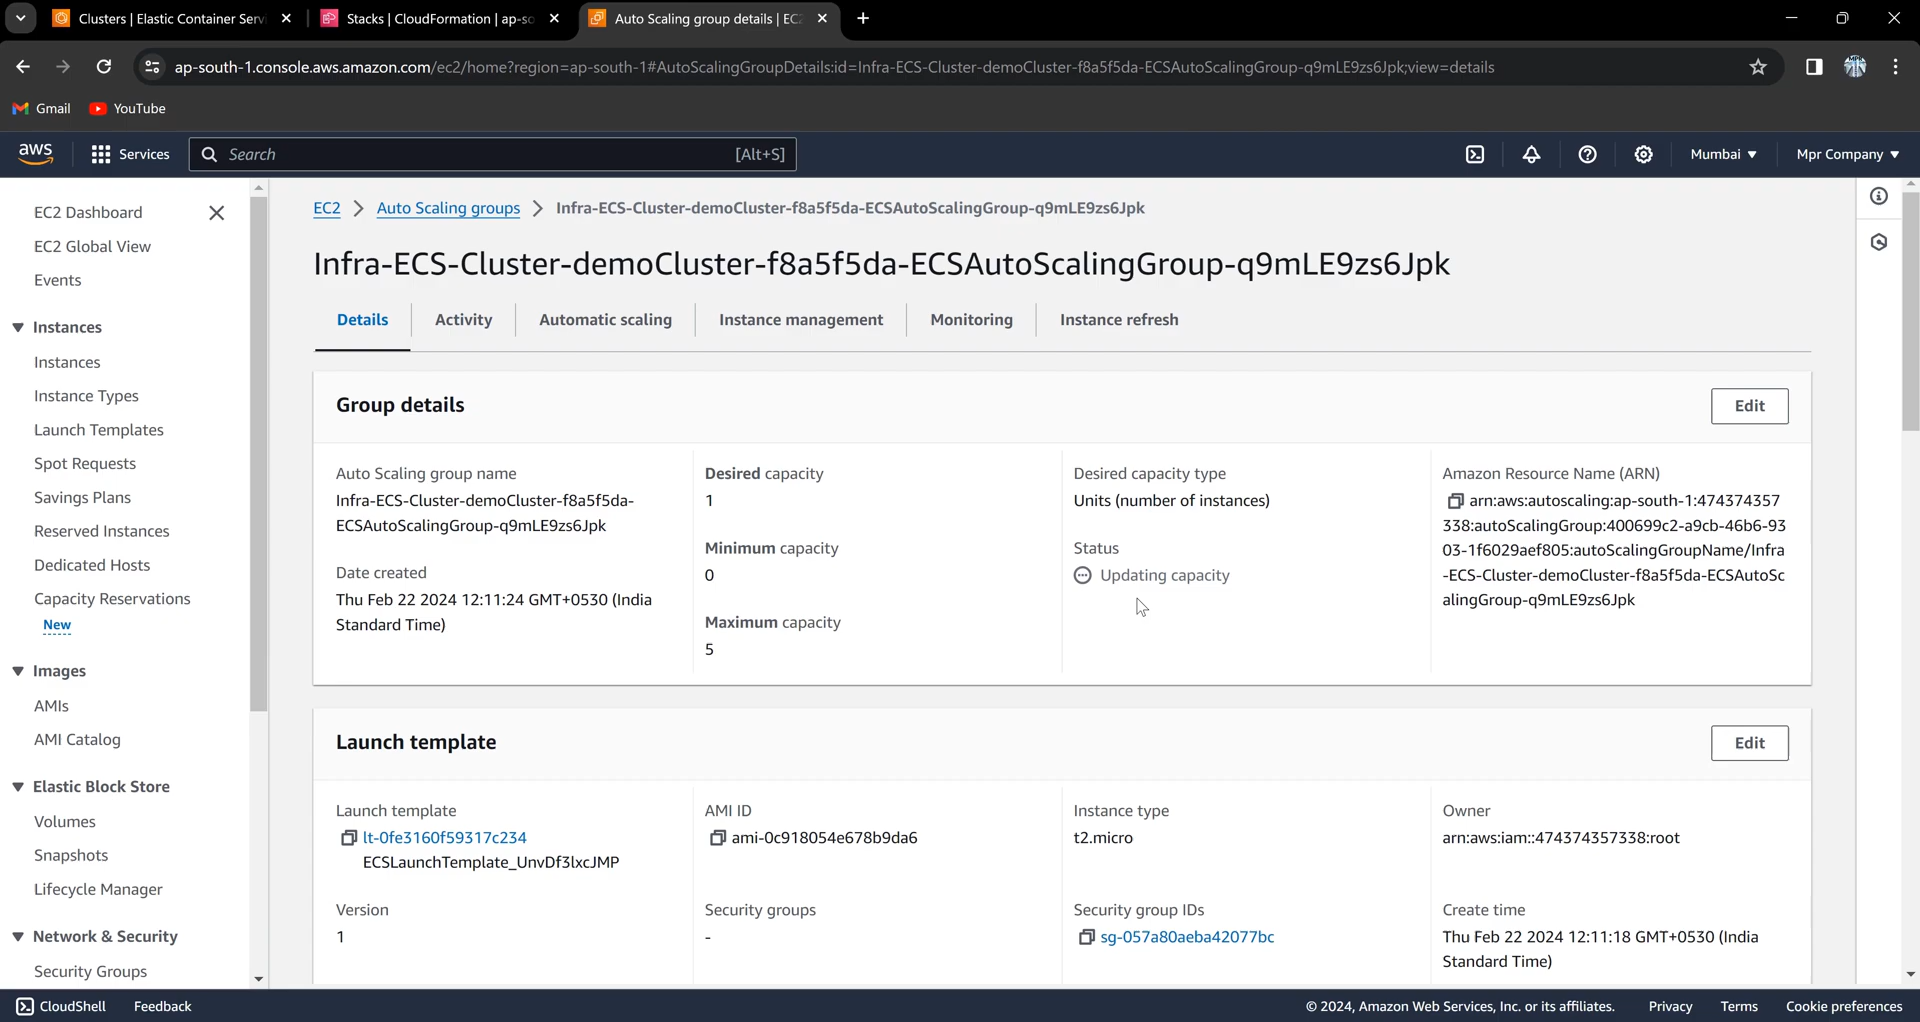 Clusters | Elastic Container Servi
Stacks | CloudFormation | ap-so
Auto Scaling group details | EC2
ap-south-1.console.aws.amazon.com/ec2/home?region=ap-south-1#AutoScalingGroupDetails:id=Infra-ECS-Cluster-demoCluster-f8a5f5da-ECSAutoScalingGroup-q9mLE9zs6Jpk;view=details
Gmail
YouTube
aws
Services
Search
[Alt+S]
Mumbai
Mpr Company
EC2 Dashboard
EC2 Global View
Events
Instances
Instances
Instance Types
Launch Templates
Spot Requests
Savings Plans
Reserved Instances
Dedicated Hosts
Capacity Reservations
New
Images
AMIs
AMI Catalog
Elastic Block Store
Volumes
Snapshots
Lifecycle Manager
Network & Security
Security Groups
EC2 > Auto Scaling groups > Infra-ECS-Cluster-demoCluster-f8a5f5da-ECSAutoScalingGroup-q9mLE9zs6Jpk
Infra-ECS-Cluster-demoCluster-f8a5f5da-ECSAutoScalingGroup-q9mLE9zs6Jpk
Details
Activity
Automatic scaling
Instance management
Monitoring
Instance refresh
Group details
Edit
Auto Scaling group name
Infra-ECS-Cluster-demoCluster-f8a5f5da-
ECSAutoScalingGroup-q9mLE9zs6Jpk
Date created
Thu Feb 22 2024 12:11:24 GMT+0530 (India
Standard Time)
Desired capacity
1
Minimum capacity
0
Maximum capacity
5
Desired capacity type
Units (number of instances)
Status
Updating capacity
Amazon Resource Name (ARN)
arn:aws:autoscaling:ap-south-1:474374357
338:autoScalingGroup:400699c2-a9cb-46b6-93
03-1f6029aef805:autoScalingGroupName/Infra
-ECS-Cluster-demoCluster-f8a5f5da-ECSAutoSc
alingGroup-q9mLE9zs6Jpk
Launch template
Edit
Launch template
lt-0fe3160f59317c234
ECSLaunchTemplate_UnvDf3lxcJMP
Version
1
AMI ID
ami-0c918054e678b9da6
Security groups
-
Instance type
t2.micro
Security group IDs
sg-057a80aeba42077bc
Owner
arn:aws:iam::474374357338:root
Create time
Thu Feb 22 2024 12:11:18 GMT+0530 (India
Standard Time)
CloudShell
Feedback
© 2024, Amazon Web Services, Inc. or its affiliates.
Privacy
Terms
Cookie preferences